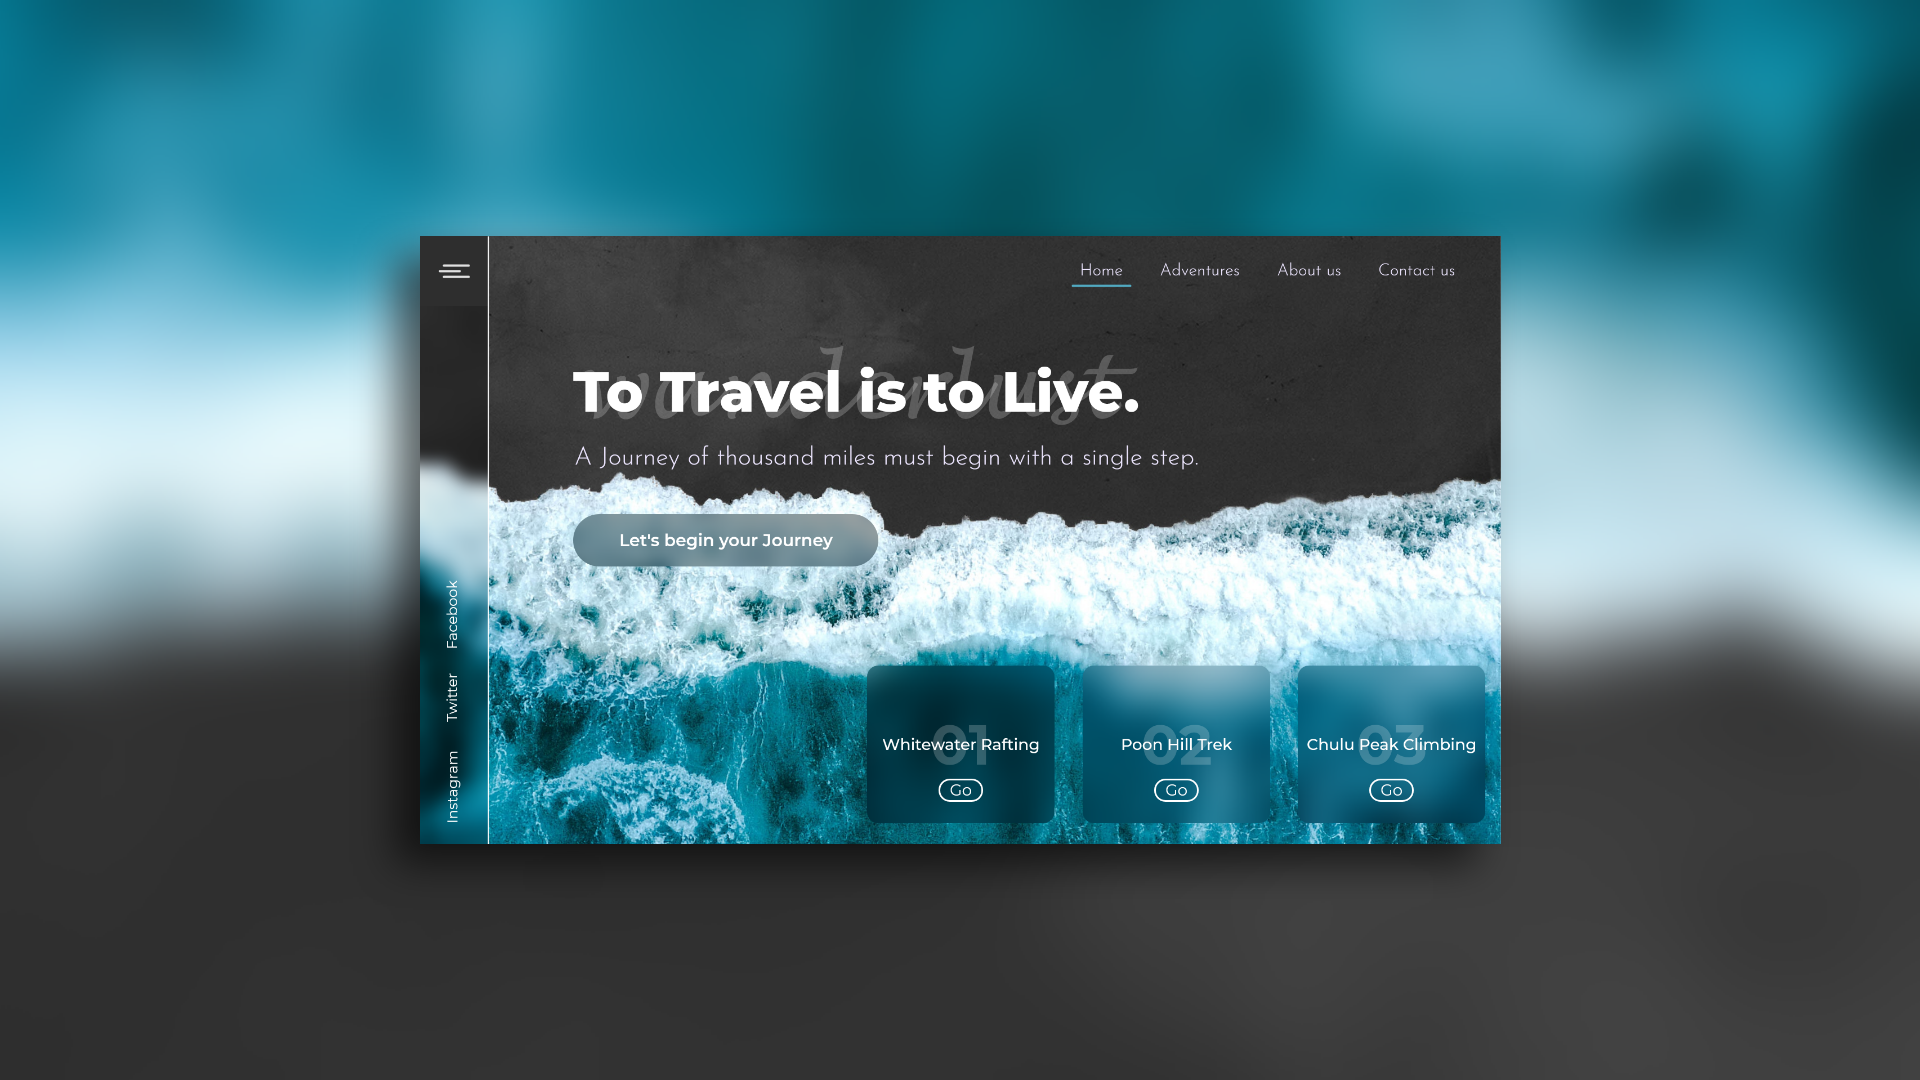 Home
Adventures
About us
Contact us
wanderlust
To Travel is to Live.
A Journey of thousand miles must begin with a single step.
Let's begin your Journey
Facebook
Twitter
Instagram
01
Whitewater Rafting
Go
02
Poon Hill Trek
Go
03
Chulu Peak Climbing
Go